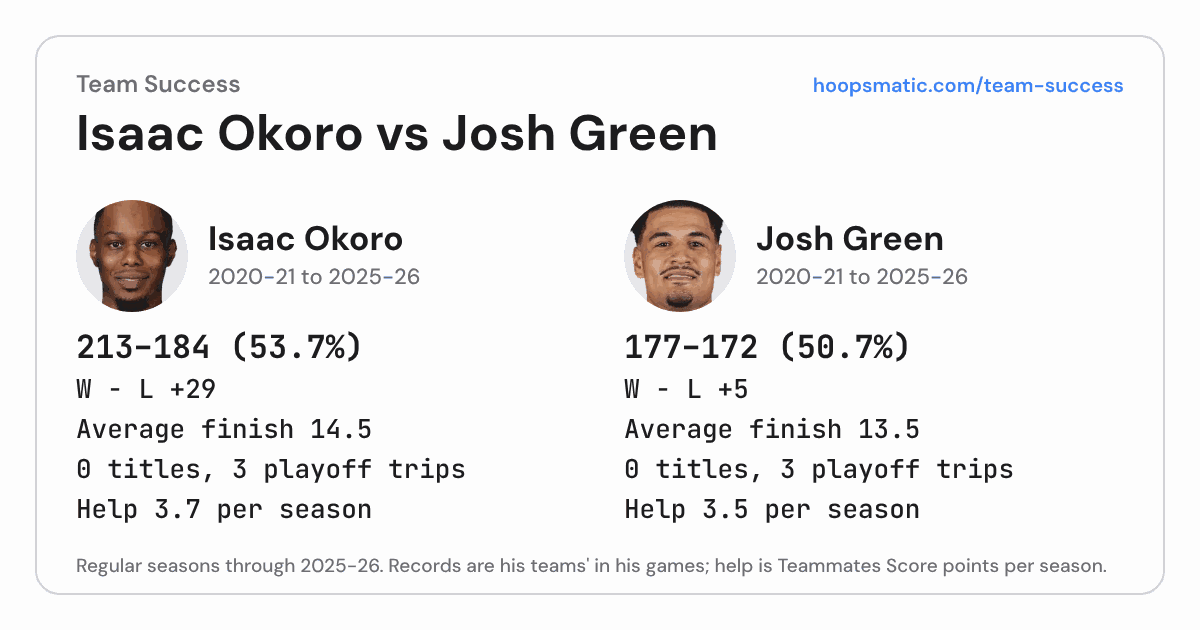 Team Success
hoopsmatic.com/team-success
Isaac Okoro vs Josh Green
Isaac Okoro
2020-21 to 2025-26
213-184 (53.7%)
W - L +29
Average finish 14.5
0 titles, 3 playoff trips
Help 3.7 per season
Josh Green
2020-21 to 2025-26
177-172 (50.7%)
W - L +5
Average finish 13.5
0 titles, 3 playoff trips
Help 3.5 per season
Regular seasons through 2025-26. Records are his teams' in his games; help is Teammates Score points per season.